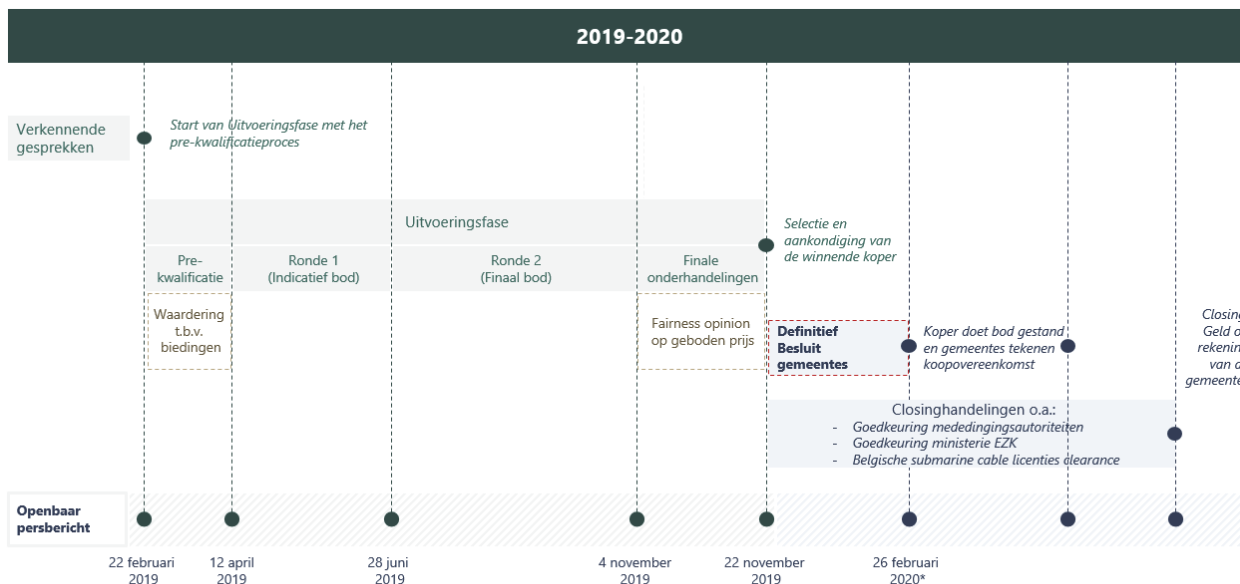 2019-2020
Verkennende
gesprekken
Start van Uitvoeringsfase met het
pre-kwalificatieproces
Uitvoeringsfase
Selectie en
aankondiging van
de winnende koper
Pre-
kwalificatie
Ronde 1
(Indicatief bod)
Ronde 2
(Finaal bod)
Finale
onderhandelingen
Waardering
t.b.v.
biedingen
Fairness opinion
op geboden prijs
Definitief
Besluit
gemeentes
Koper doet bod gestand
en gemeentes tekenen
koopovereenkomst
Closing
Geld o
rekenin
van d
gemeente
Closinghandelingen o.a.:
- Goedkeuring mededingingsautoriteiten
- Goedkeuring ministerie EZK
- Belgische submarine cable licenties clearance
Openbaar
persbericht
22 februari
2019
12 april
2019
28 juni
2019
4 november
2019
22 november
2019
26 februari
2020*